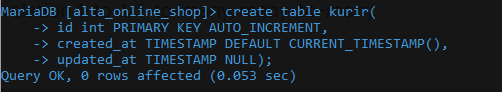 MariaDB [alta_online_shop]> create table kurir(
    -> id int PRIMARY KEY AUTO_INCREMENT,
    -> created_at TIMESTAMP DEFAULT CURRENT_TIMESTAMP(),
    -> updated_at TIMESTAMP NULL);
Query OK, 0 rows affected (0.053 sec)